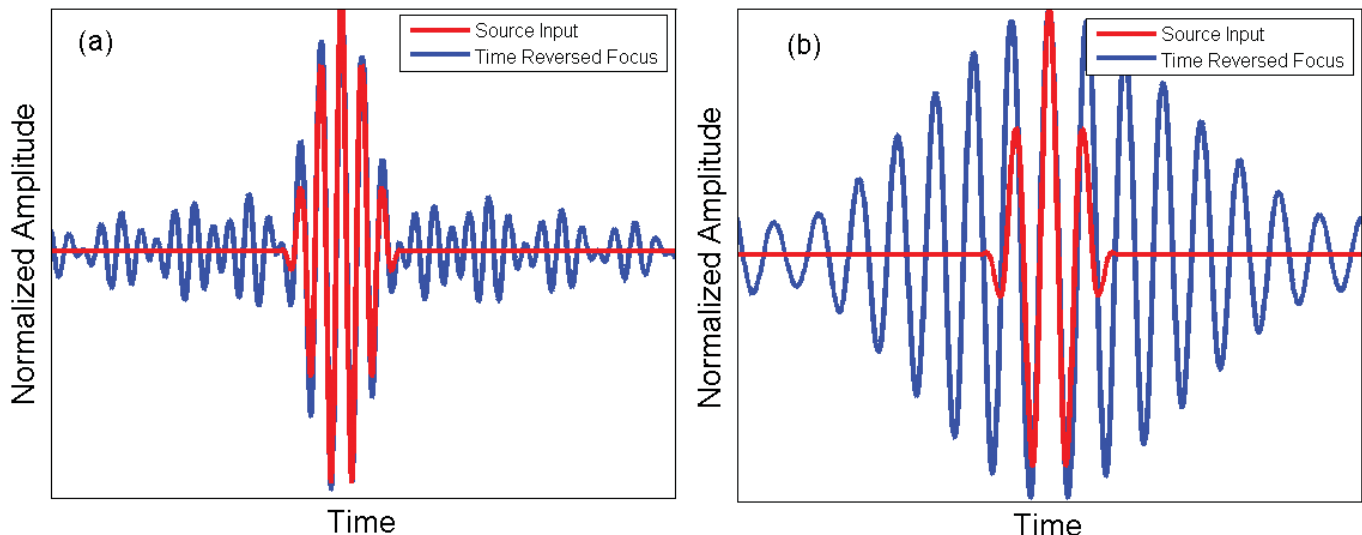 (a)
Source Input
Time Reversed Focus
Normalized Amplitude
Time
(b)
Source Input
Time Reversed Focus
Normalized Amplitude
Time